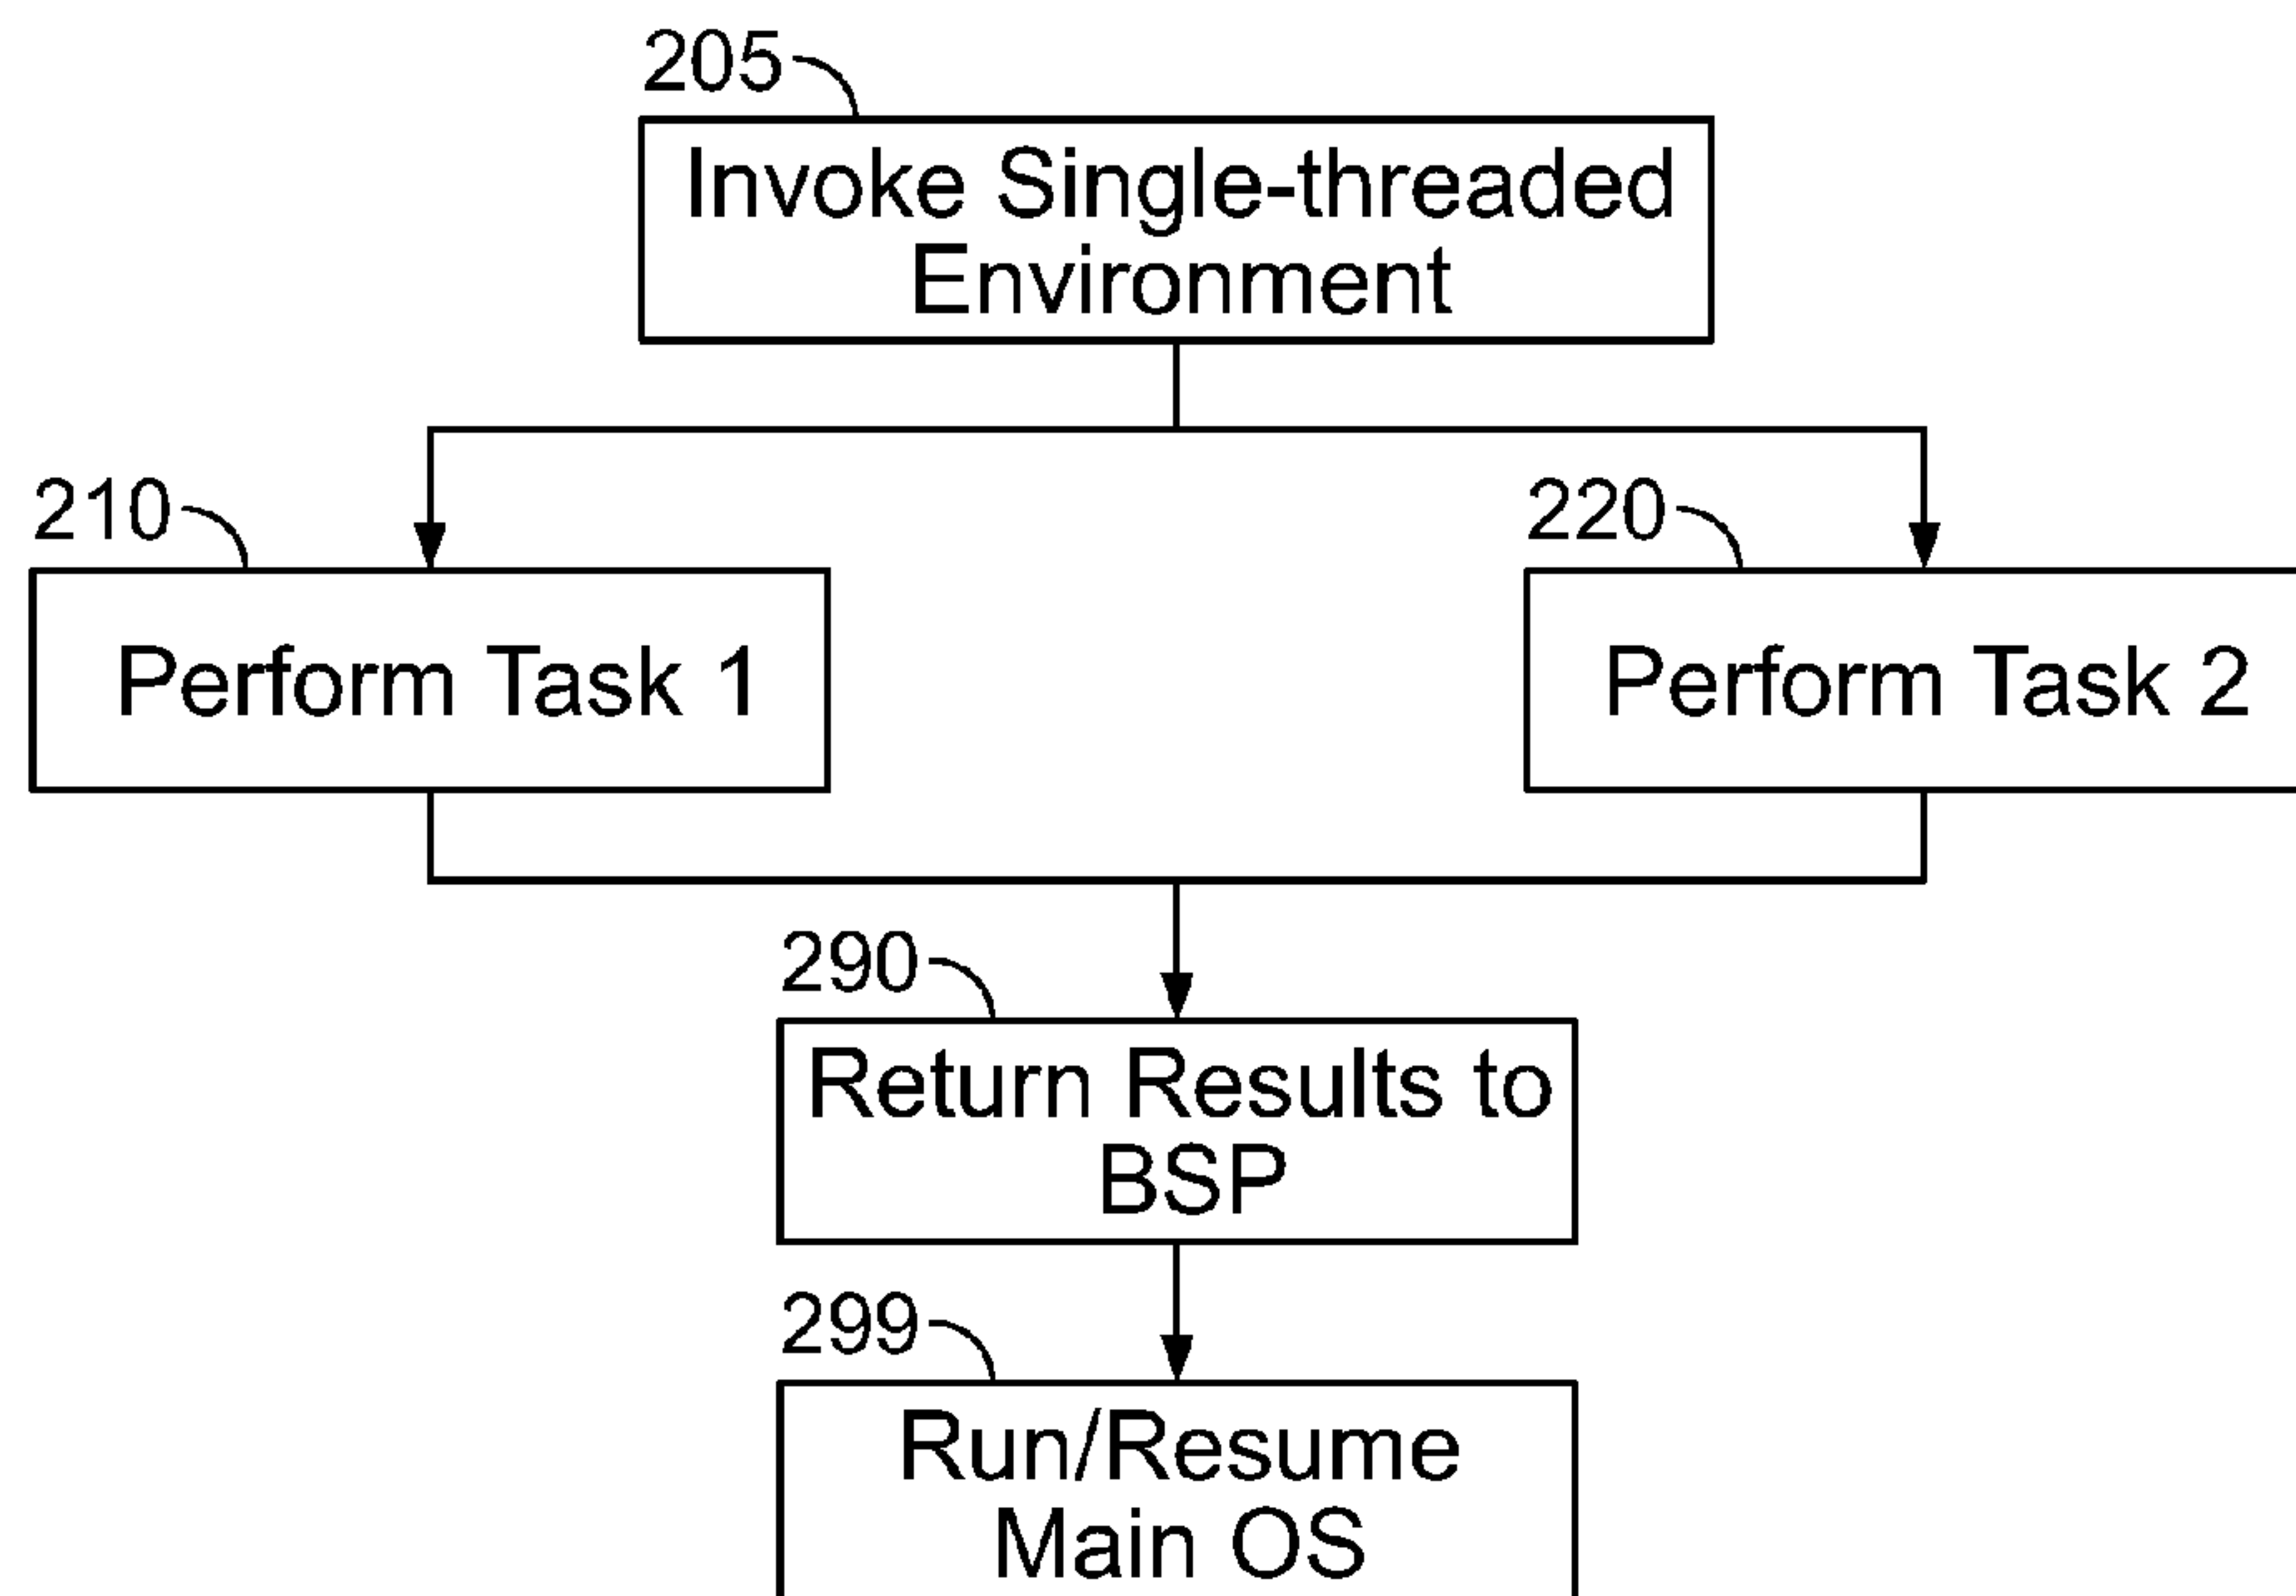 205
Invoke Single-threaded
Environment
210
220
Perform Task 1
Perform Task 2
290
Return Results to
BSP
299
Run/Resume
Main OS